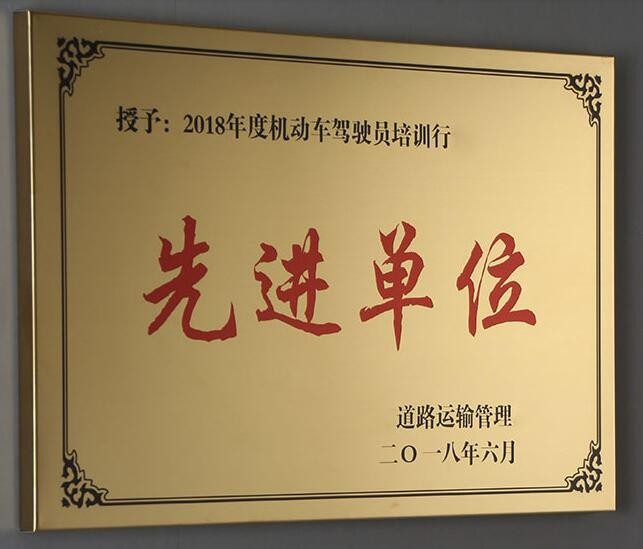 授予：2018年度机动车驾驶员培训行
先进单位
道路运输管理
二〇一八年六月